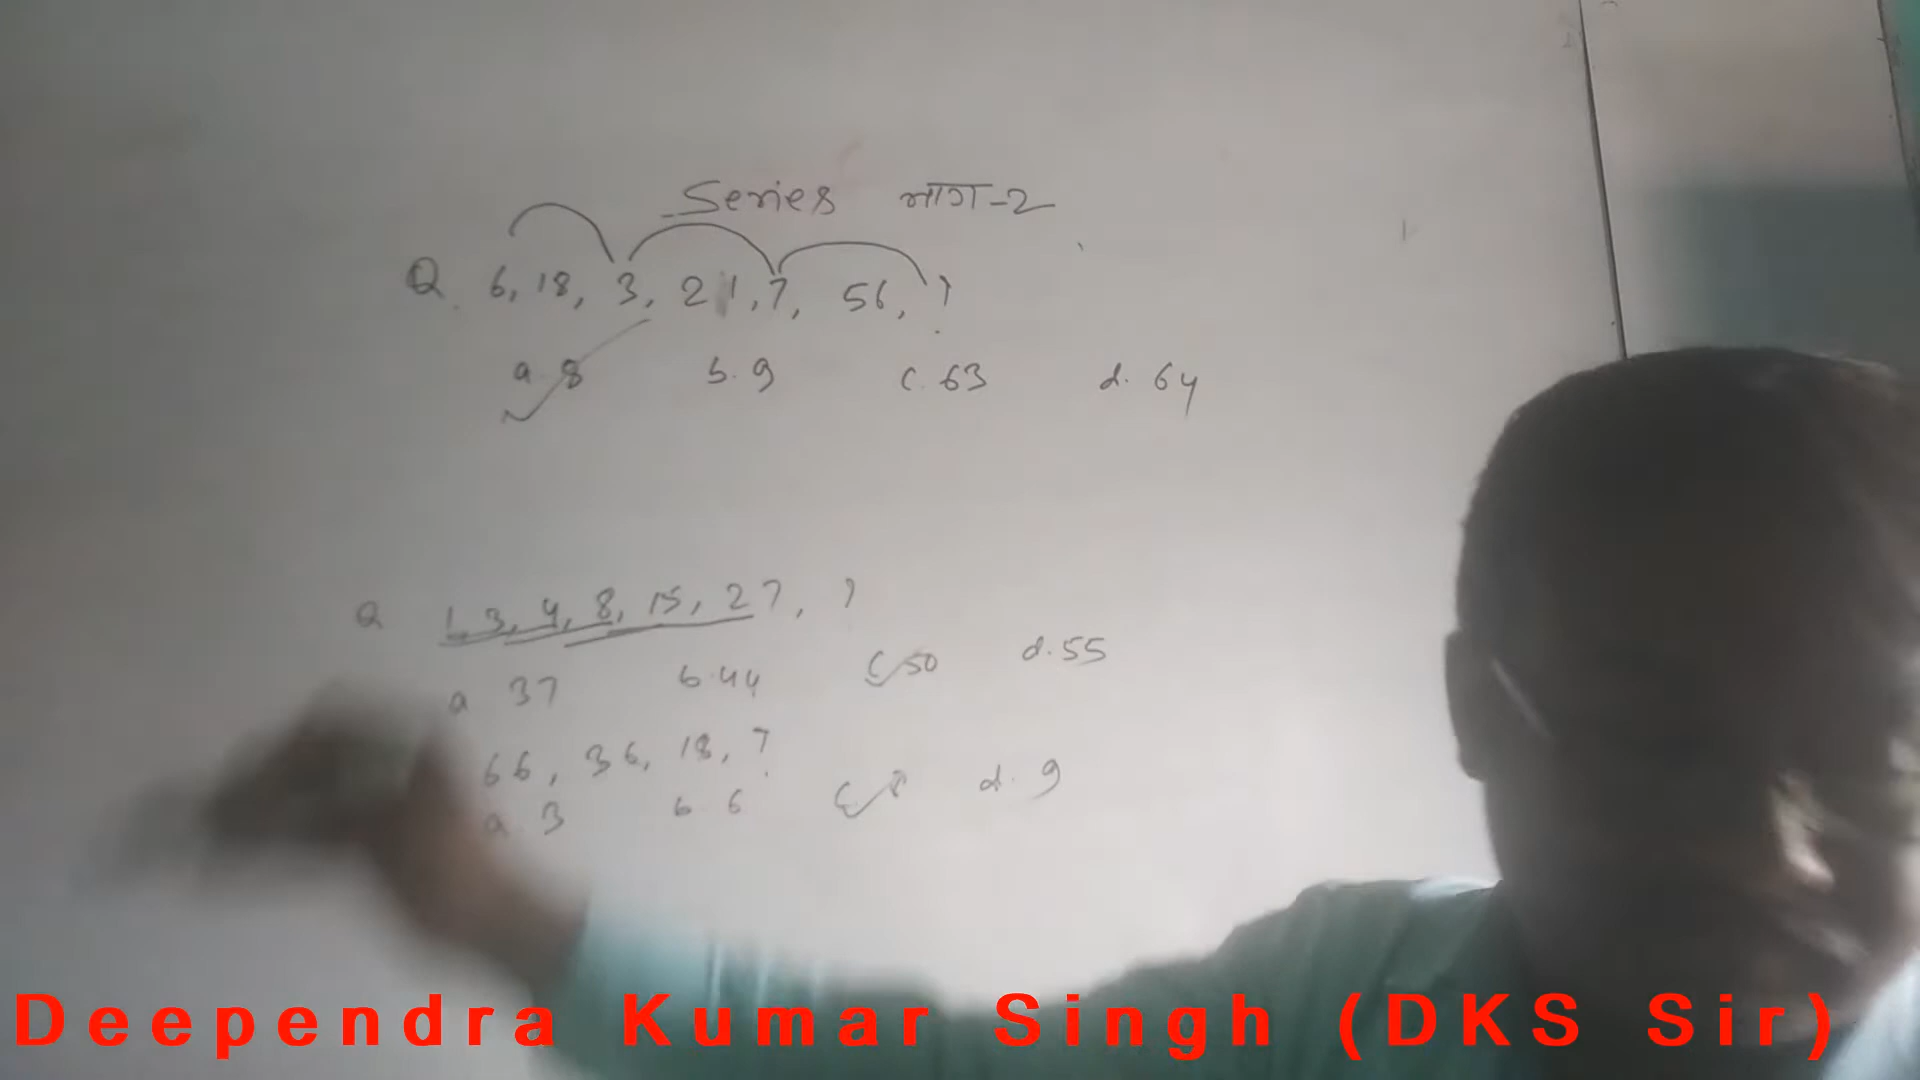 Series भाग-2
Q. 6, 18, 3, 21, 7, 56, ?
a. 8 b. 9 c. 63 d. 64
Q 1, 3, 4, 8, 15, 27, ?
a 37 b. 44 c 50 d. 55
66, 36, 18, ?
a. 3 b. 6 c 8 d. 9
Deependra Kumar Singh (DKS Sir)